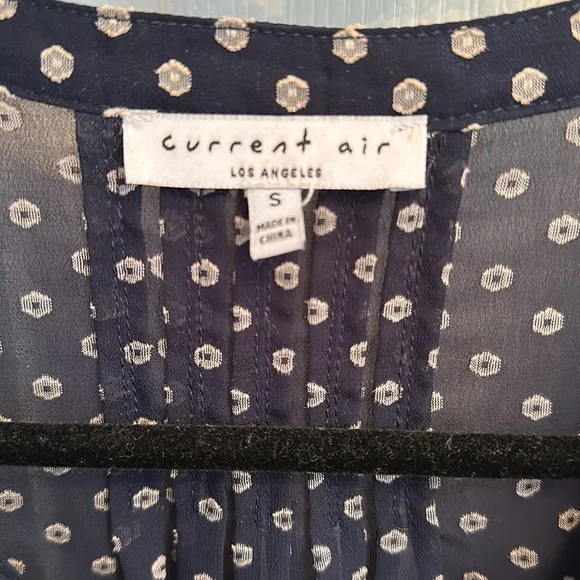 current air
LOS ANGELES
S
MADE IN
CHINA